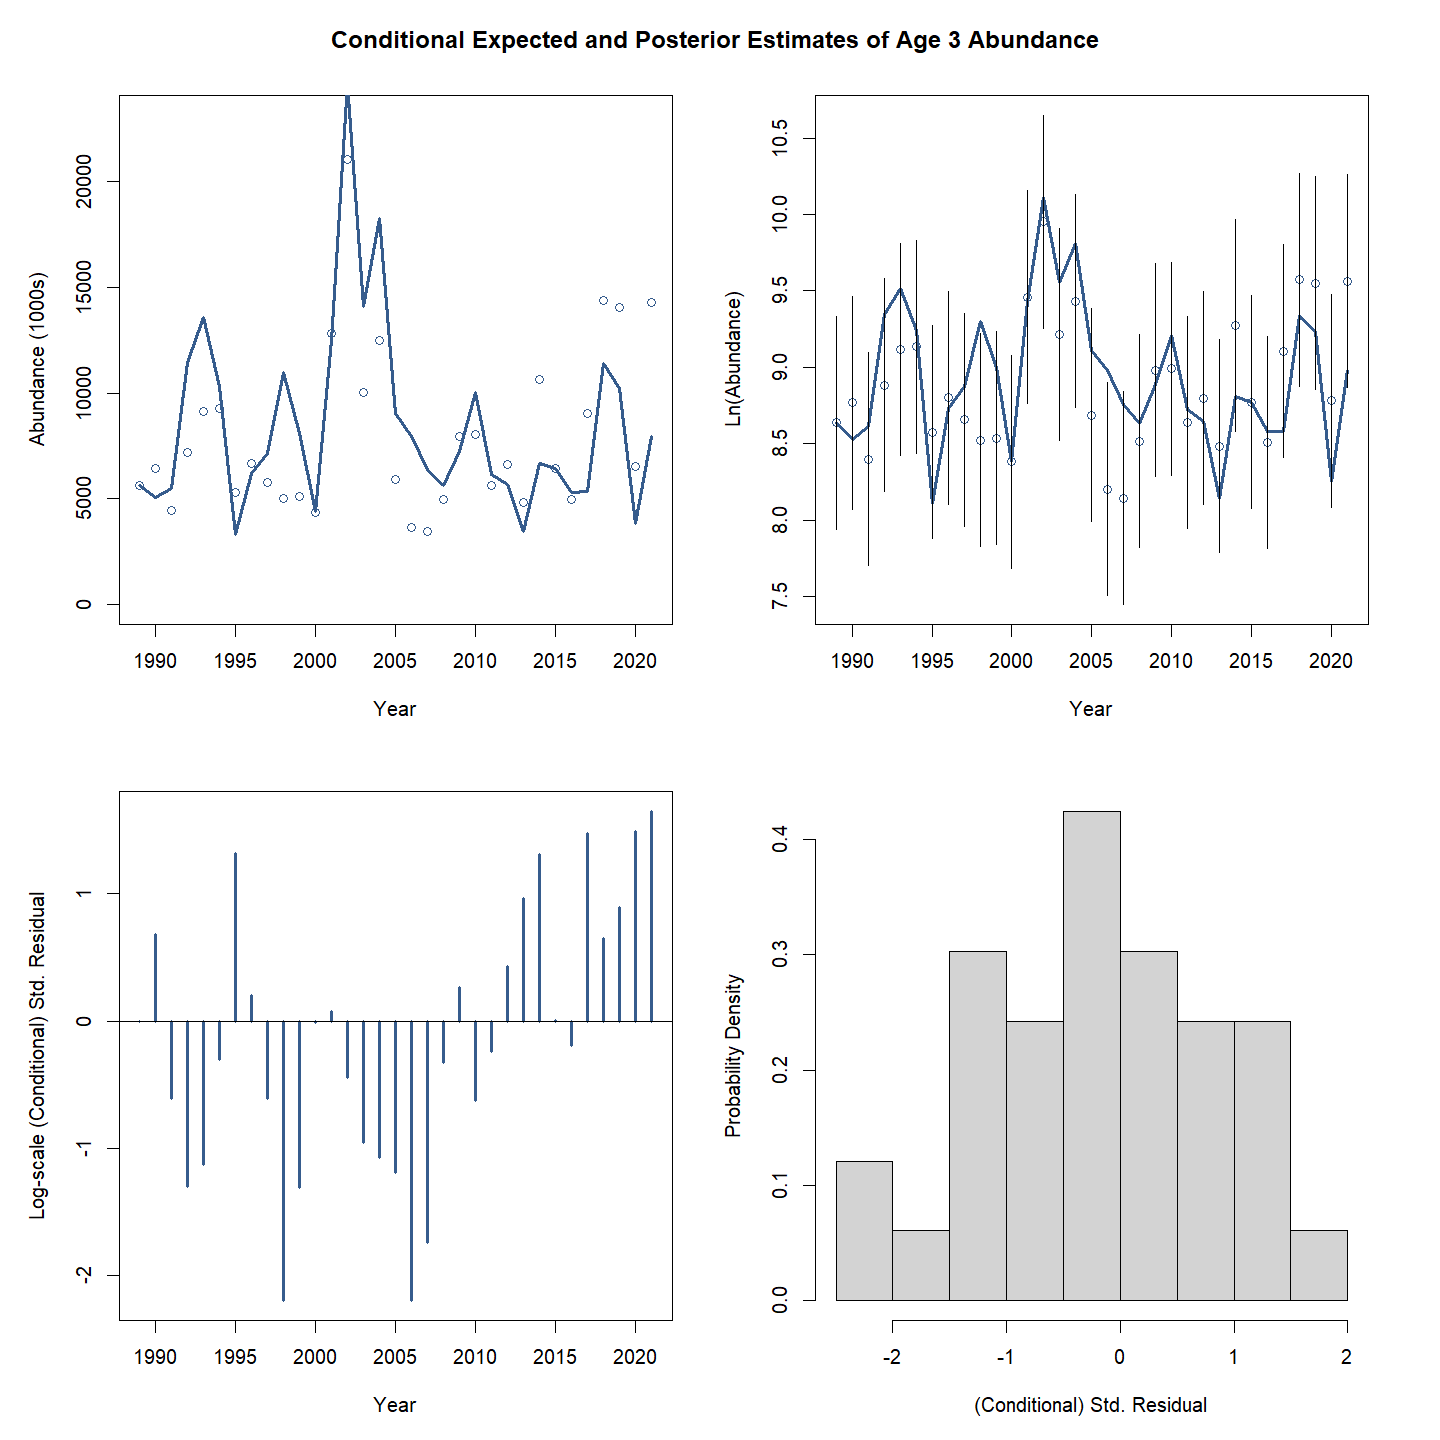 Conditional Expected and Posterior Estimates of Age 3 Abundance
Abundance (1000s)
20000
15000
10000
5000
0
1990 1995 2000 2005 2010 2015 2020
Year
Ln(Abundance)
10.5
10.0
9.5
9.0
8.5
8.0
7.5
1990 1995 2000 2005 2010 2015 2020
Year
Log-scale (Conditional) Std. Residual
1
0
-1
-2
1990 1995 2000 2005 2010 2015 2020
Year
Probability Density
0.4
0.3
0.2
0.1
0.0
-2 -1 0 1 2
(Conditional) Std. Residual